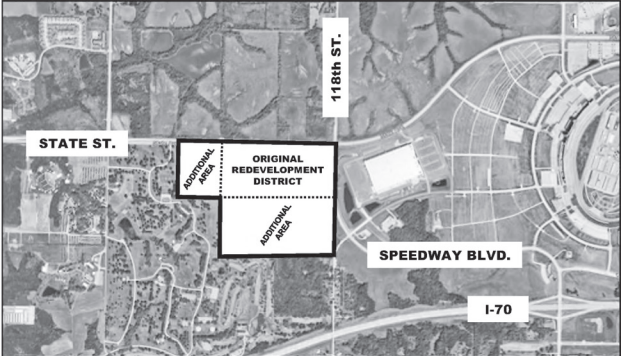 118th ST.
STATE ST.
ADDITIONAL
AREA
ORIGINAL
REDEVELOPMENT
DISTRICT
ADDITIONAL
AREA
SPEEDWAY BLVD.
I-70